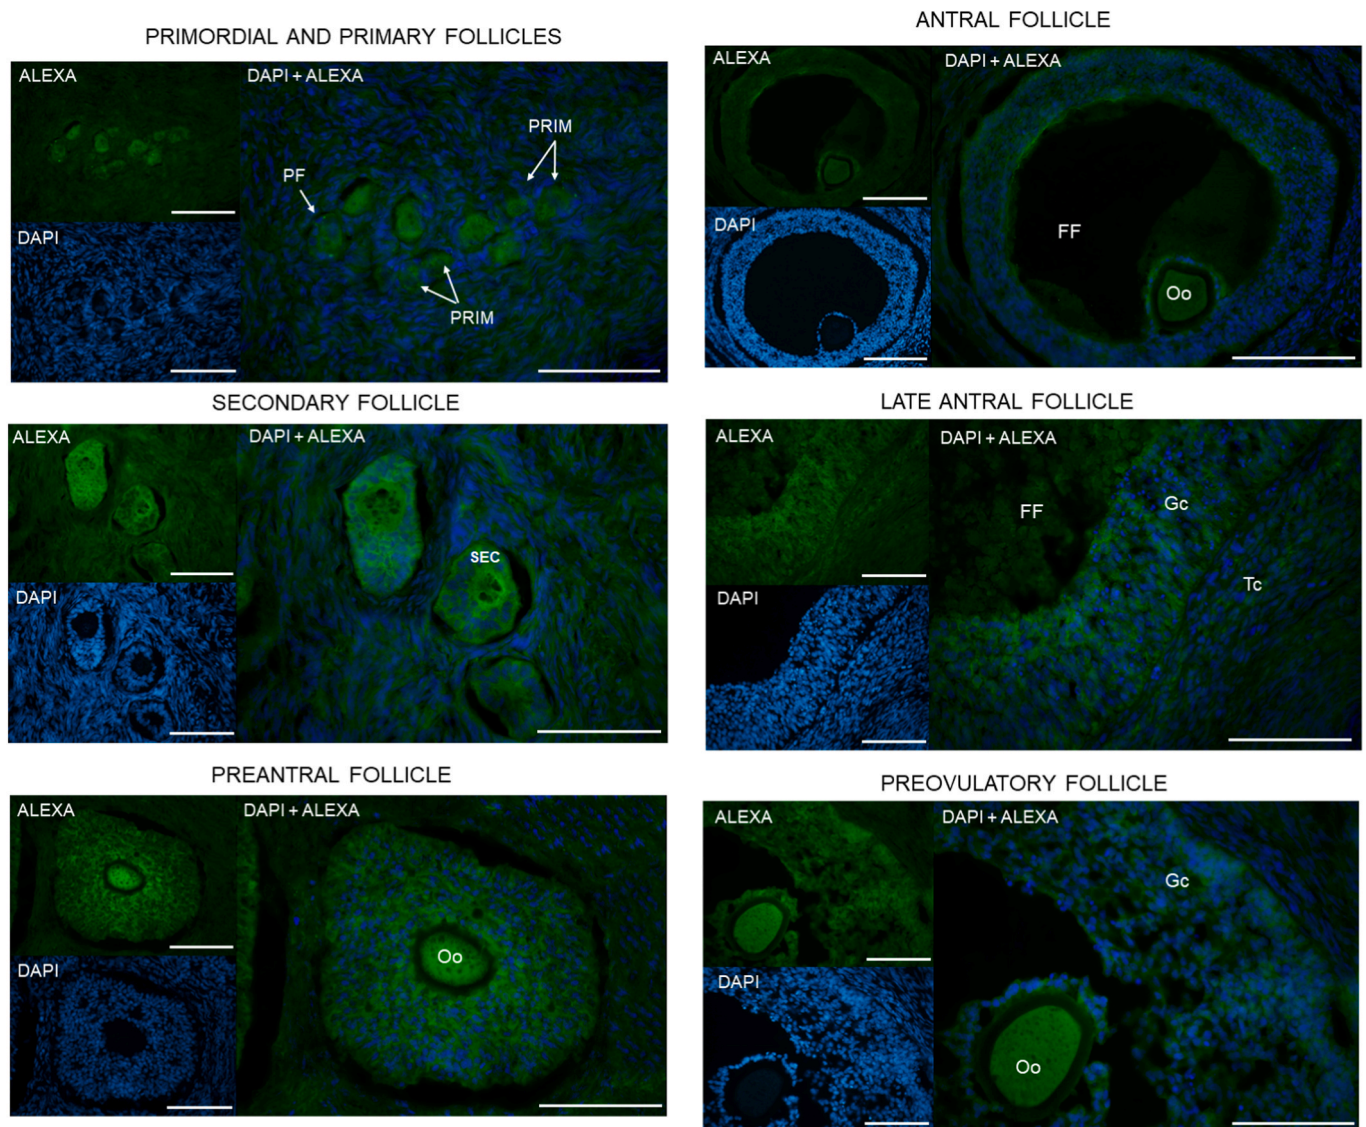 PRIMORDIAL AND PRIMARY FOLLICLES
ALEXA
DAPI + ALEXA
PRIM
PF
DAPI
PRIM
SECONDARY FOLLICLE
ALEXA
DAPI + ALEXA
SEC
DAPI
PREANTRAL FOLLICLE
ALEXA
DAPI + ALEXA
Oo
DAPI
ANTRAL FOLLICLE
ALEXA
DAPI + ALEXA
DAPI
FF
Oo
LATE ANTRAL FOLLICLE
ALEXA
DAPI + ALEXA
Gc
FF
Tc
DAPI
PREOVULATORY FOLLICLE
ALEXA
DAPI + ALEXA
Gc
DAPI
Oo